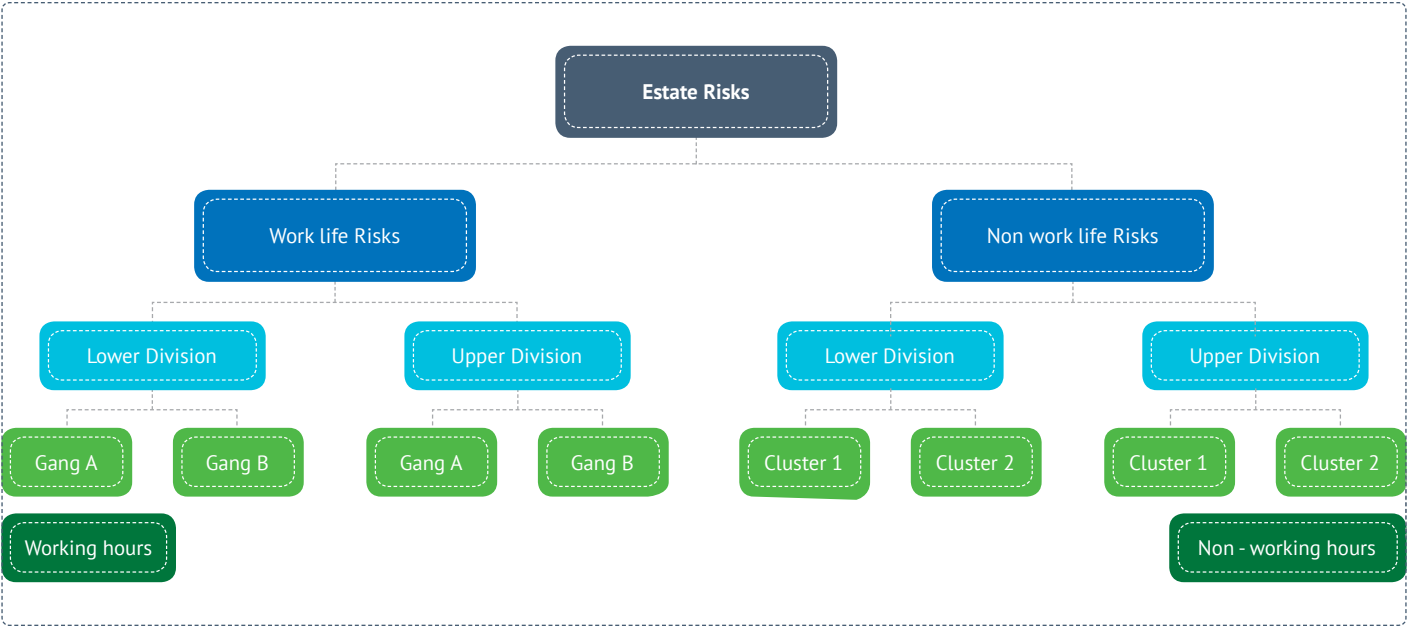 Estate Risks
Work life Risks
Non work life Risks
Lower Division
Upper Division
Lower Division
Upper Division
Gang A
Gang B
Gang A
Gang B
Cluster 1
Cluster 2
Cluster 1
Cluster 2
Working hours
Non - working hours